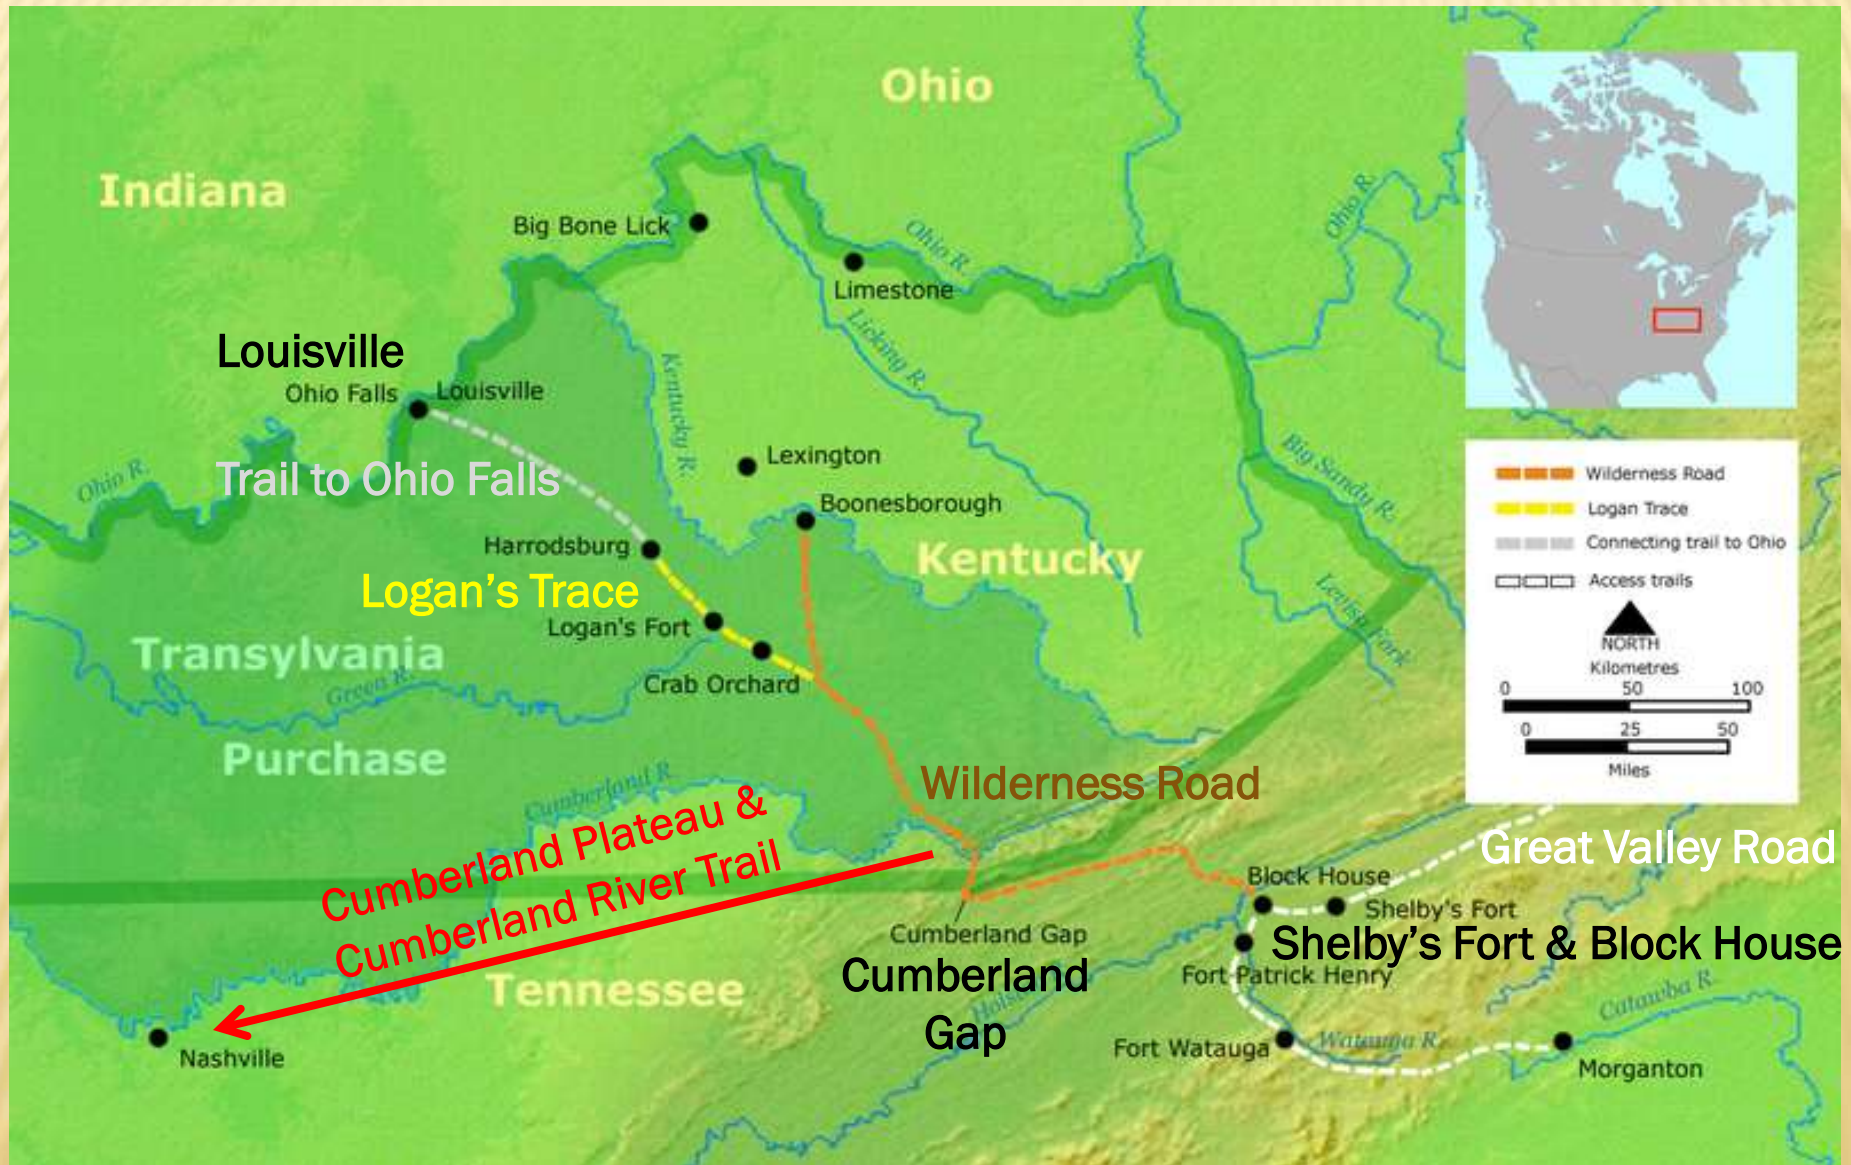 Ohio
Indiana
Big Bone Lick
Ohio R.
Ohio R.
Limestone
Licking R.
Louisville
Ohio Falls
Louisville
Kentucky R.
Lexington
Ohio R.
Trail to Ohio Falls
Boonesborough
Big Sandy R.
Harrodsburg
Kentucky
Logan's Trace
Logan's Fort
Levisa Fork
Transylvania
Green R.
Crab Orchard
Purchase
Cumberland R.
Wilderness Road
Cumberland Plateau &
Cumberland River Trail
Great Valley Road
Block House
Shelby's Fort
Cumberland Gap
Shelby's Fort & Block House
Cumberland
Gap
Fort Patrick Henry
Tennessee
Catawba R.
Nashville
Fort Watauga
Watauga R.
Morganton
Wilderness Road
Logan Trace
Connecting trail to Ohio
Access trails
NORTH
Kilometres
0 50 100
0 25 50
Miles